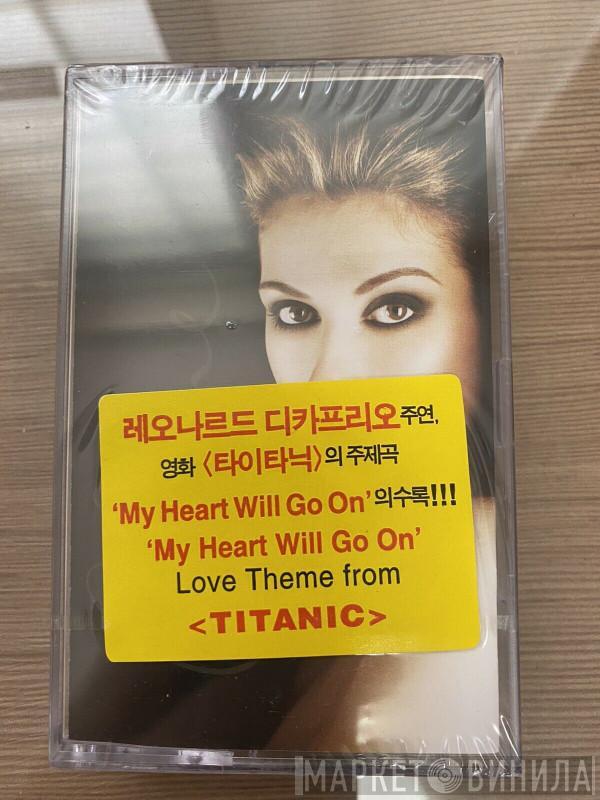 레오나르드 디카프리오주연,
영화 〈타이타닉〉의 주제곡
‘My Heart Will Go On’의수록!!!
‘My Heart Will Go On’
Love Theme from
<TITANIC>
МАРКЕТ ВИНИЛА